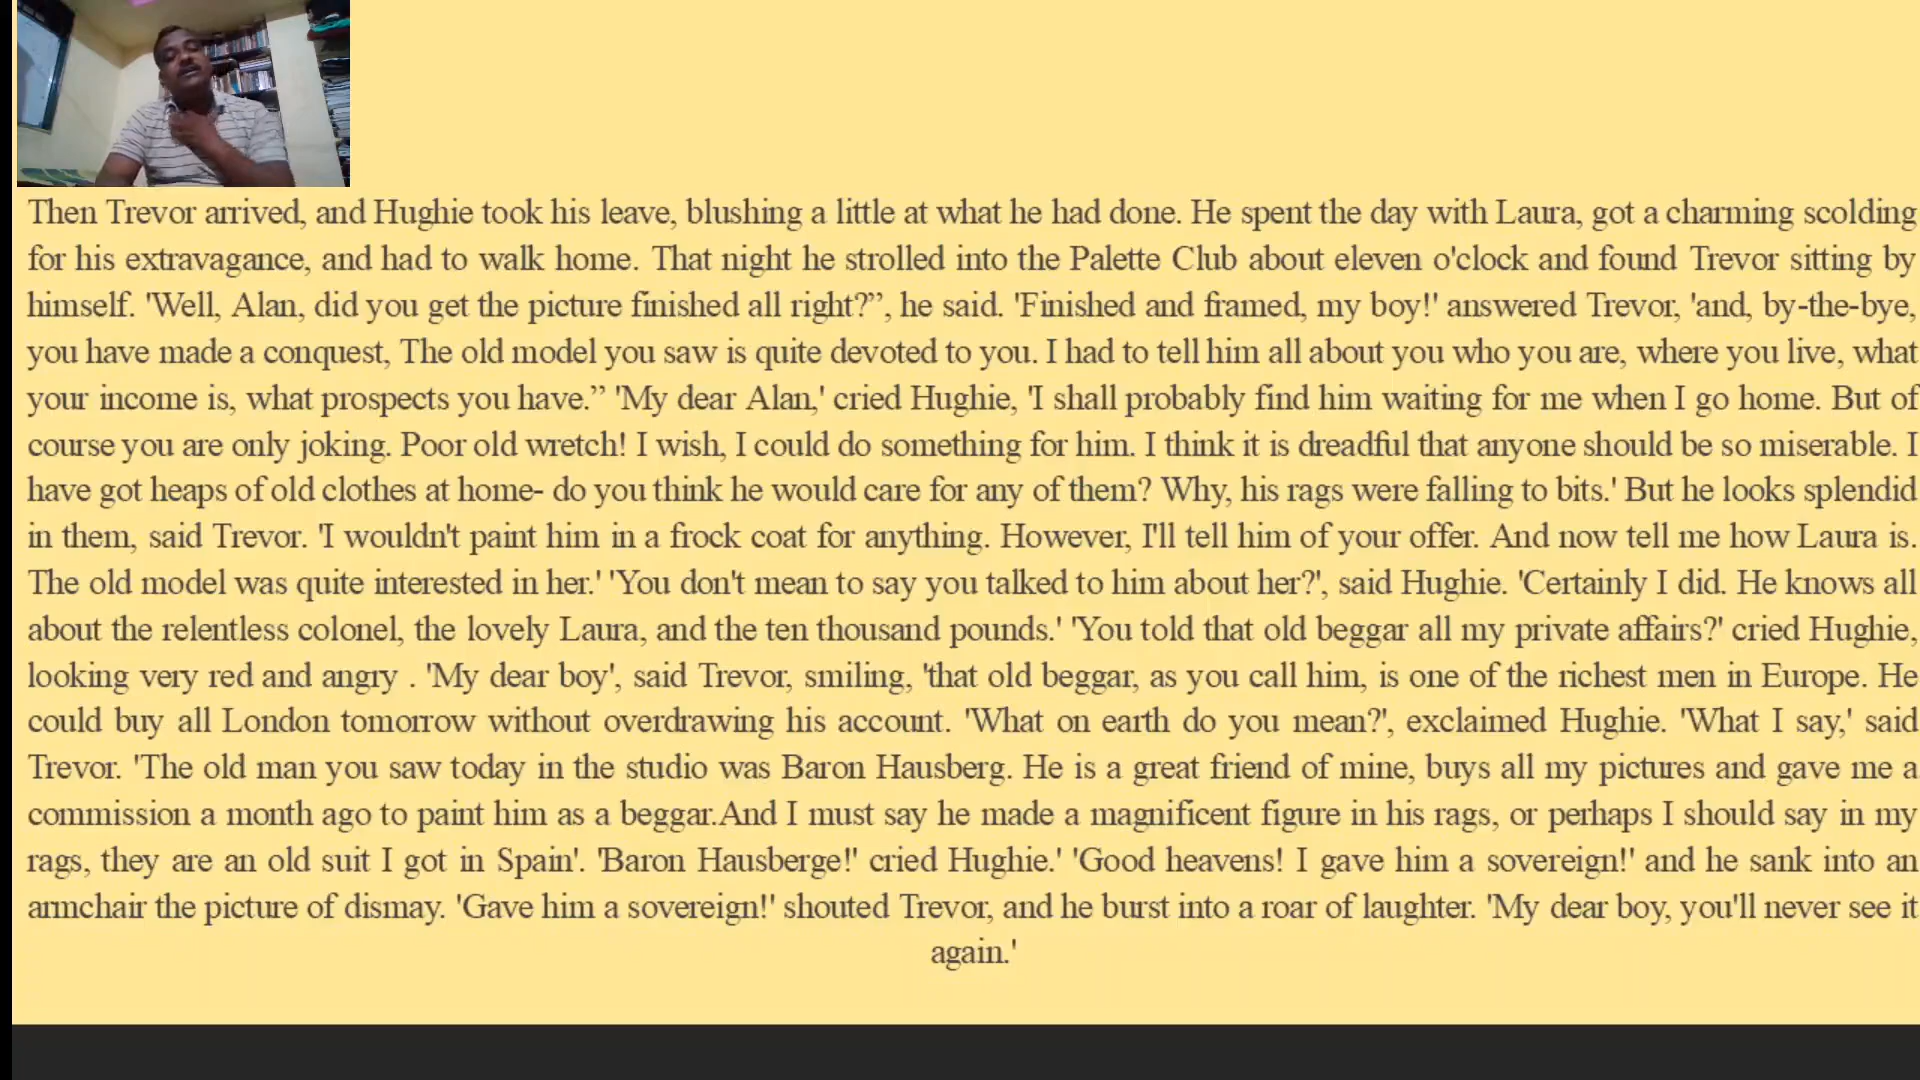 Then Trevor arrived, and Hughie took his leave, blushing a little at what he had done. He spent the day with Laura, got a charming scolding
for his extravagance, and had to walk home. That night he strolled into the Palette Club about eleven o'clock and found Trevor sitting by
himself. 'Well, Alan, did you get the picture finished all right?”, he said. 'Finished and framed, my boy!' answered Trevor, 'and, by-the-bye,
you have made a conquest, The old model you saw is quite devoted to you. I had to tell him all about you who you are, where you live, what
your income is, what prospects you have.” 'My dear Alan,' cried Hughie, 'I shall probably find him waiting for me when I go home. But of
course you are only joking. Poor old wretch! I wish, I could do something for him. I think it is dreadful that anyone should be so miserable. I
have got heaps of old clothes at home- do you think he would care for any of them? Why, his rags were falling to bits.' But he looks splendid
in them, said Trevor. 'I wouldn't paint him in a frock coat for anything. However, I'll tell him of your offer. And now tell me how Laura is.
The old model was quite interested in her.' 'You don't mean to say you talked to him about her?', said Hughie. 'Certainly I did. He knows all
about the relentless colonel, the lovely Laura, and the ten thousand pounds.' 'You told that old beggar all my private affairs?' cried Hughie,
looking very red and angry . 'My dear boy', said Trevor, smiling, 'that old beggar, as you call him, is one of the richest men in Europe. He
could buy all London tomorrow without overdrawing his account. 'What on earth do you mean?', exclaimed Hughie. 'What I say,' said
Trevor. 'The old man you saw today in the studio was Baron Hausberg. He is a great friend of mine, buys all my pictures and gave me a
commission a month ago to paint him as a beggar.And I must say he made a magnificent figure in his rags, or perhaps I should say in my
rags, they are an old suit I got in Spain'. 'Baron Hausberge!' cried Hughie.' 'Good heavens! I gave him a sovereign!' and he sank into an
armchair the picture of dismay. 'Gave him a sovereign!' shouted Trevor, and he burst into a roar of laughter. 'My dear boy, you'll never see it
again.'